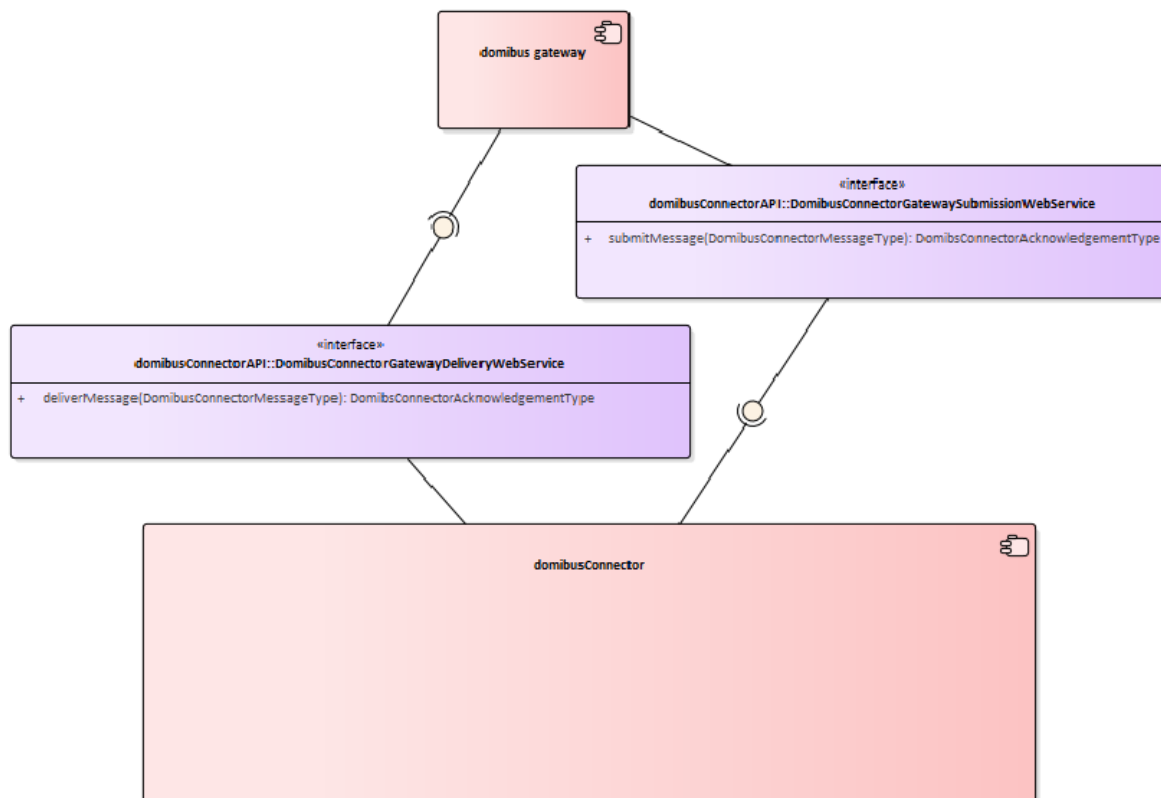 domibus gateway
«interface»
domibusConnectorAPI::DomibusConnectorGatewaySubmissionWebService
+ submitMessage(DomibusConnectorMessageType): DomibsConnectorAcknowledgementType
«interface»
domibusConnectorAPI::DomibusConnectorGatewayDeliveryWebService
+ deliverMessage(DomibusConnectorMessageType): DomibsConnectorAcknowledgementType
domibusConnector